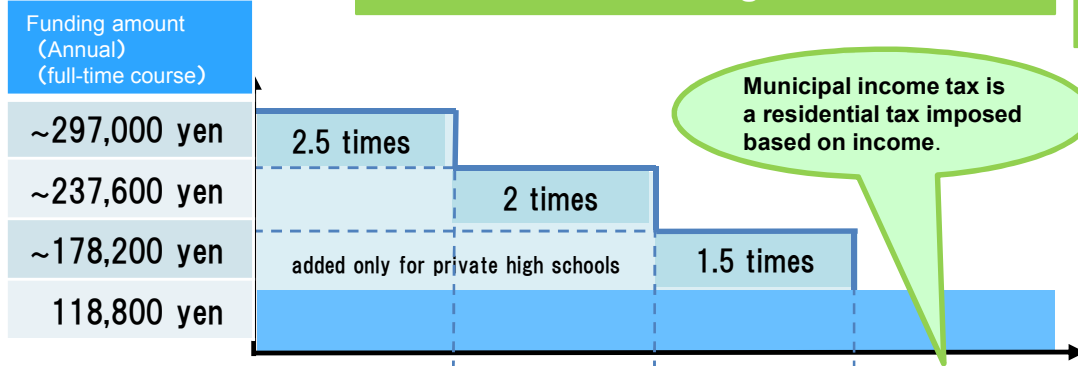 Funding amount
（Annual）
（full-time course）
~297,000 yen
~237,600 yen
~178,200 yen
118,800 yen
2.5 times
2 times
1.5 times
added only for private high schools
Municipal income tax is
a residential tax imposed
based on income.